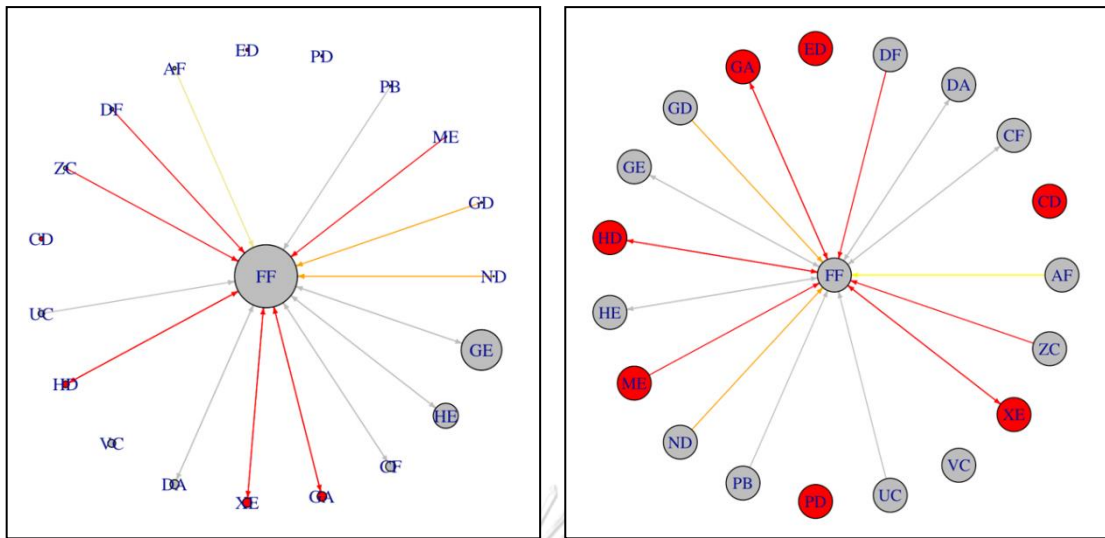 ED
PD
AF
PB
DF
ME
ZC
GD
CD
FF
ND
UC
GE
HD
HE
VC
CF
DA
XE
GA
ED
DF
GA
DA
GD
CF
GE
CD
HD
FF
AF
HE
ZC
ME
XE
ND
VC
PB
UC
PD